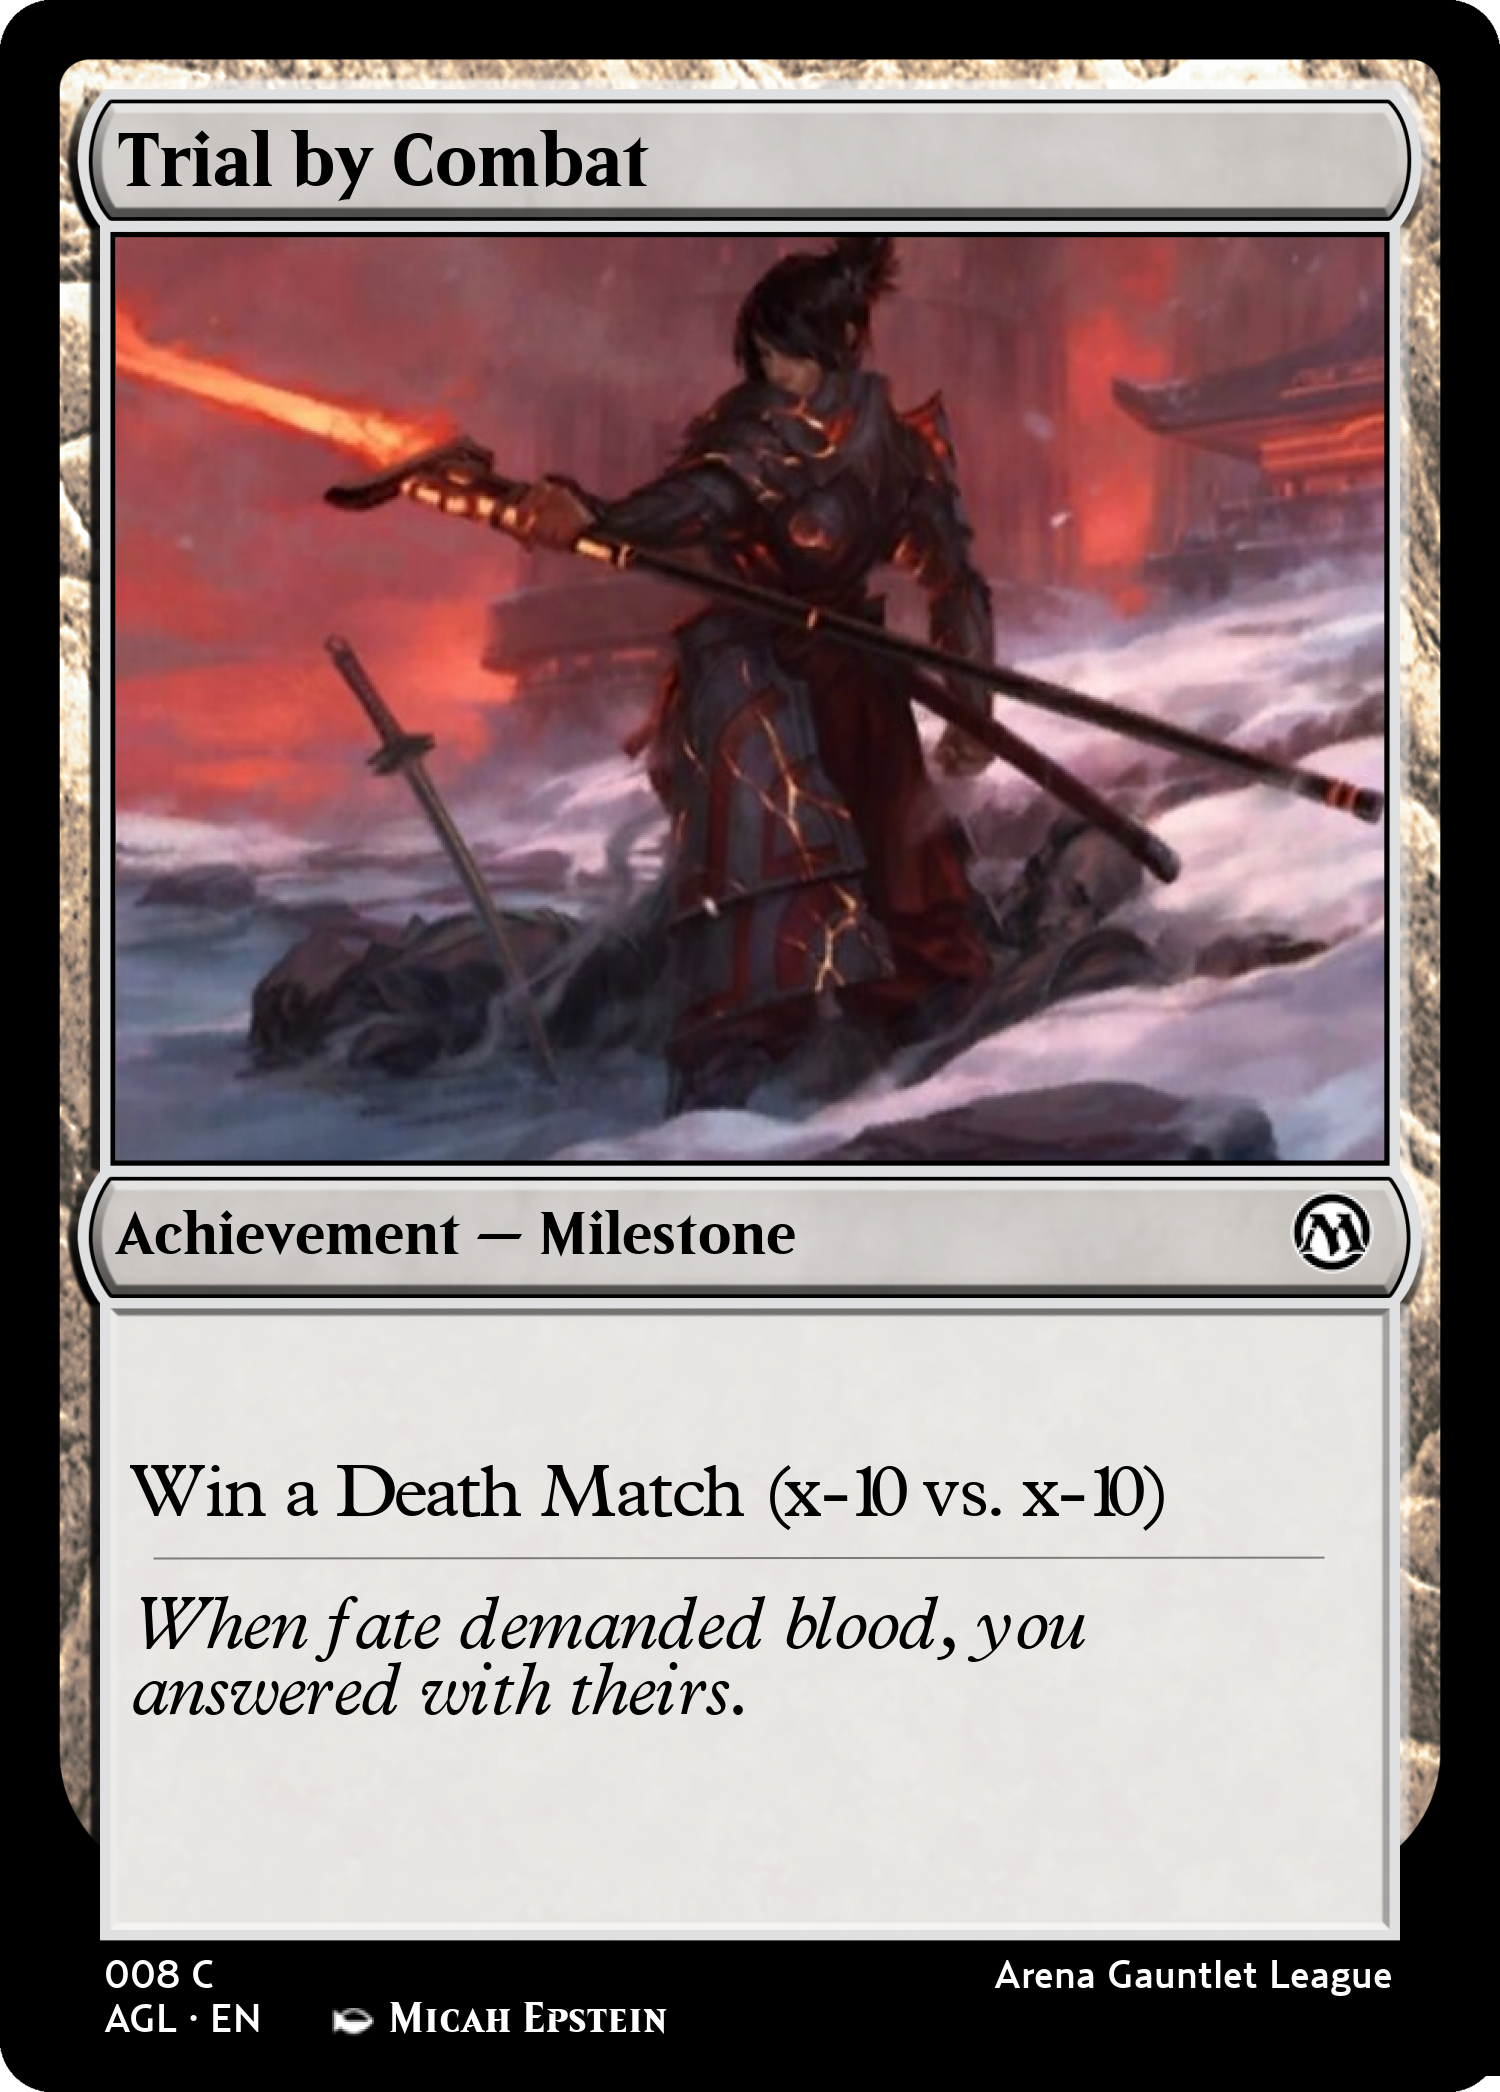 Trial by Combat
Achievement — Milestone
M
Win a Death Match (x-10 vs. x-10)
When fate demanded blood, you
answered with theirs.
008 C
Arena Gauntlet League
AGL · EN
Micah Epstein